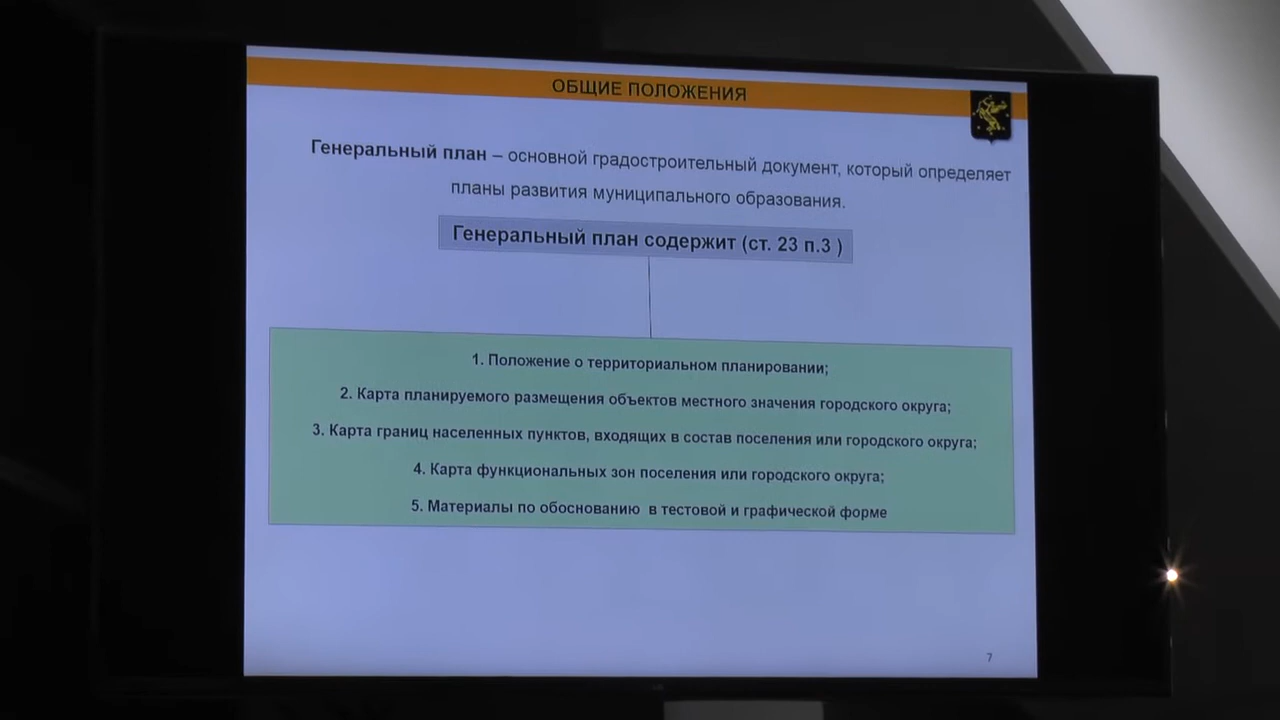 ОБЩИЕ ПОЛОЖЕНИЯ
Генеральный план – основной градостроительный документ, который определяет
планы развития муниципального образования.
Генеральный план содержит (ст. 23 п.3 )
1. Положение о территориальном планировании;
2. Карта планируемого размещения объектов местного значения городского округа;
3. Карта границ населенных пунктов, входящих в состав поселения или городского округа;
4. Карта функциональных зон поселения или городского округа;
5. Материалы по обоснованию в тестовой и графической форме
7